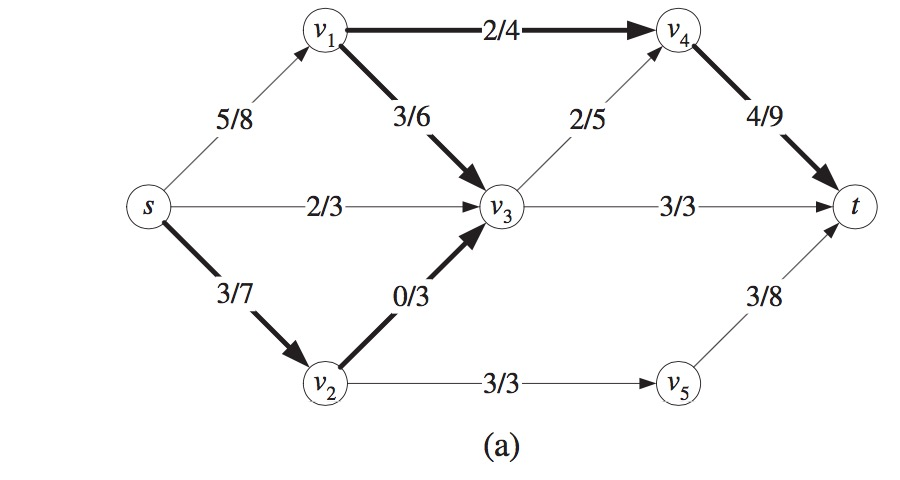 v1 2/4 v4
5/8 3/6 2/5 4/9
s 2/3 v3 3/3 t
3/7 0/3 3/8
v2 3/3 v5
(a)